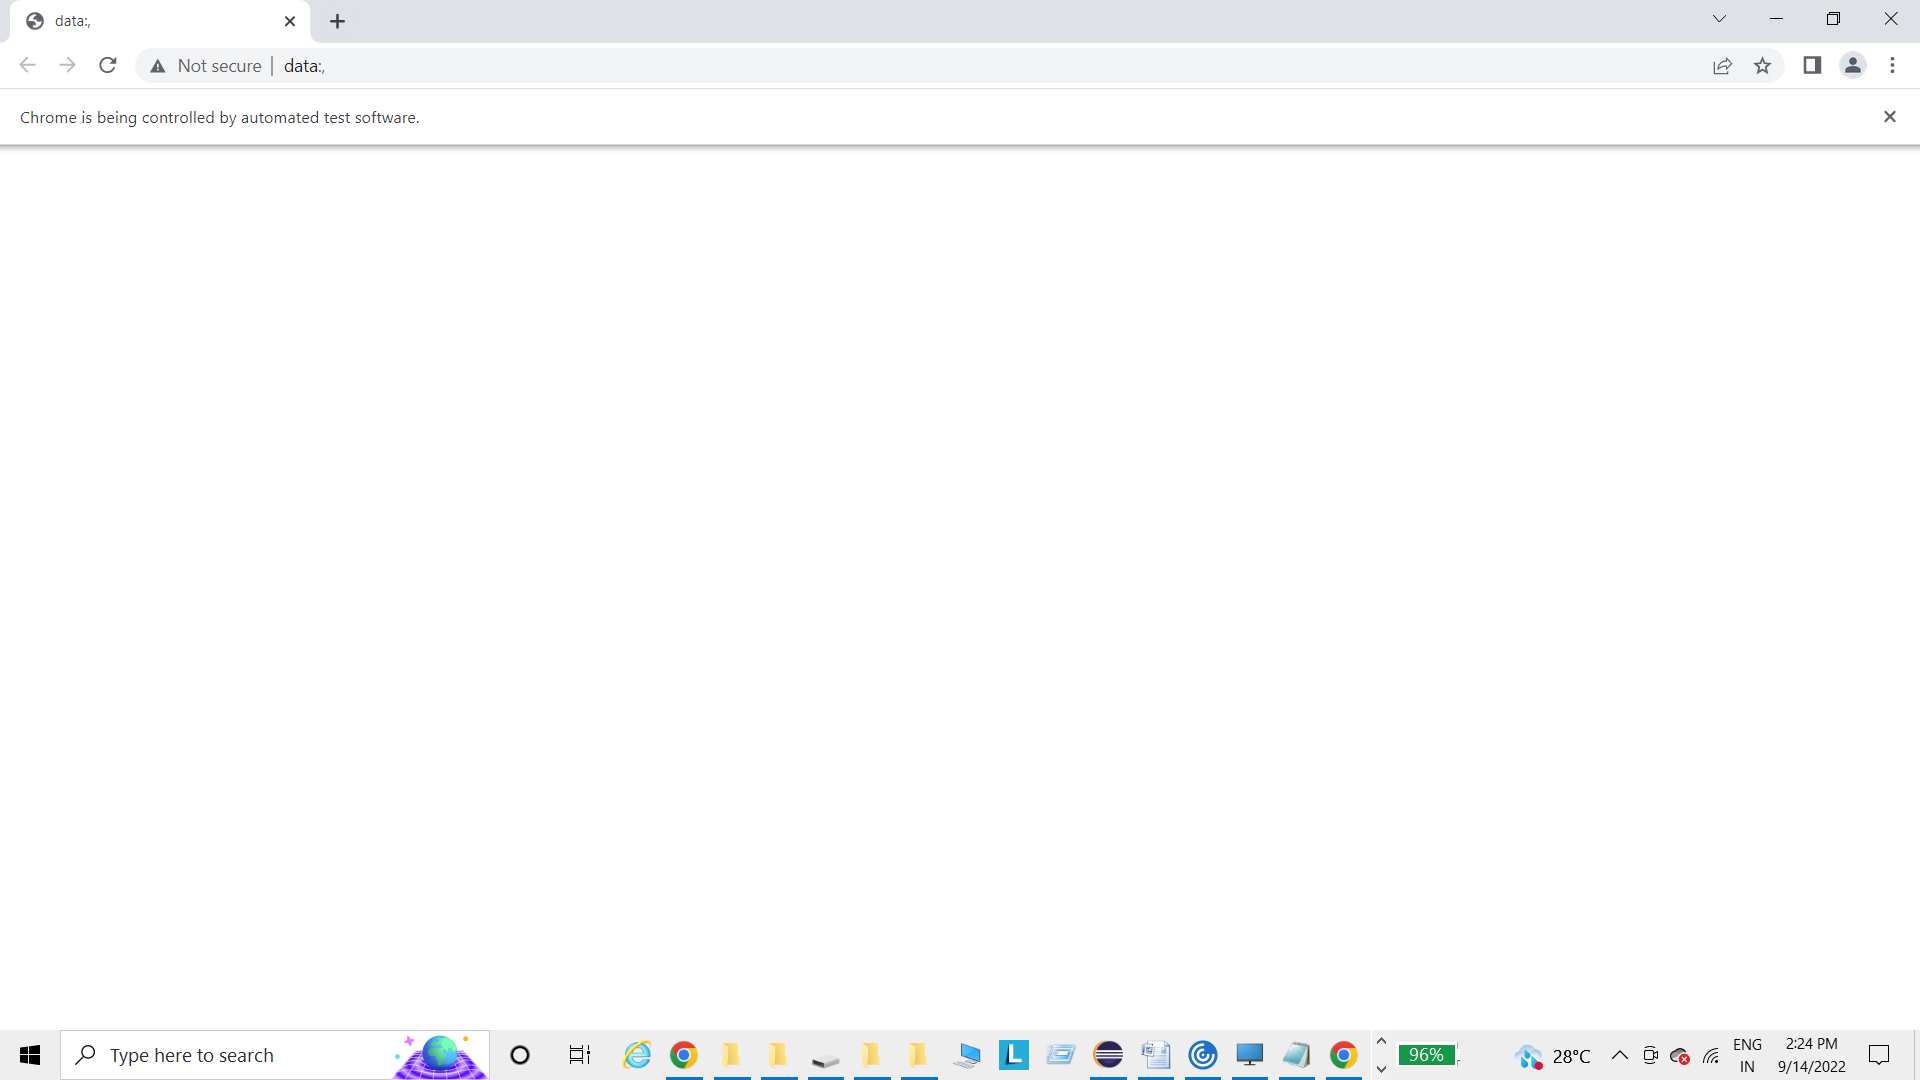 data:,
Not secure | data:,
Chrome is being controlled by automated test software.
Type here to search
L
96%
28°C
ENG
IN
2:24 PM
9/14/2022